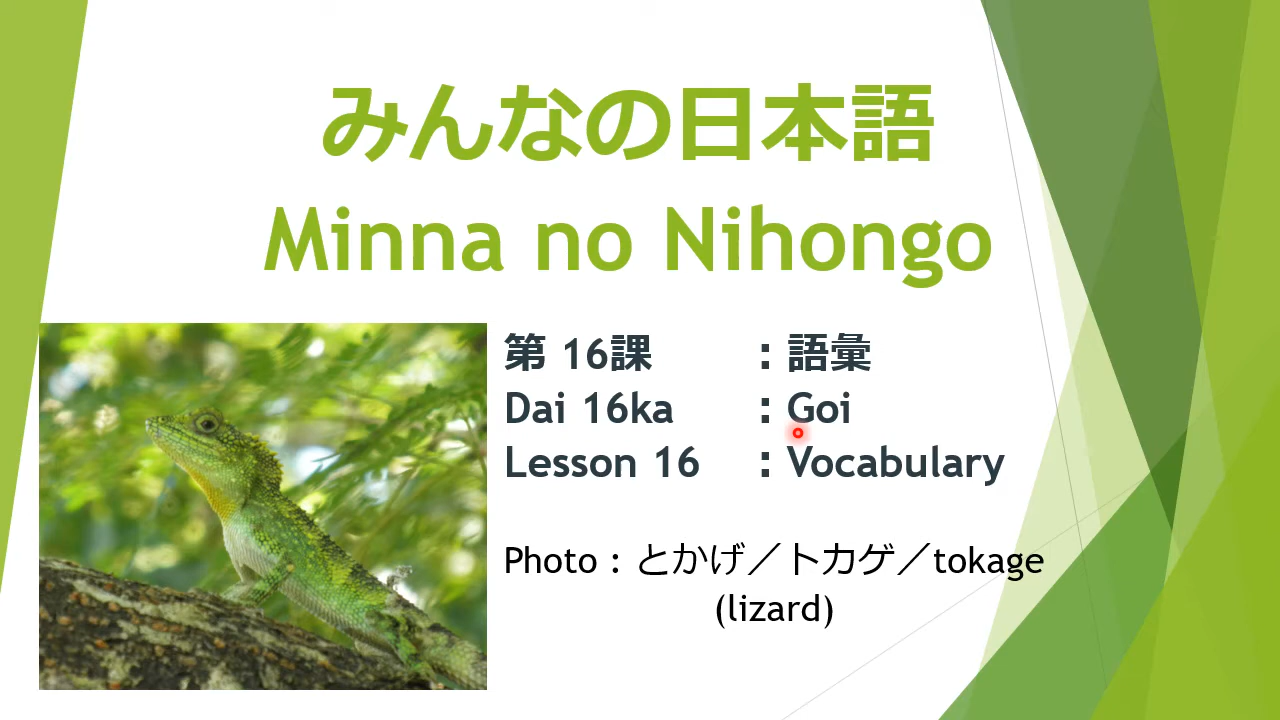 みんなの日本語
Minna no Nihongo
第 16課 : 語彙
Dai 16ka : Goi
Lesson 16 : Vocabulary
Photo : とかげ／トカゲ／tokage
(lizard)